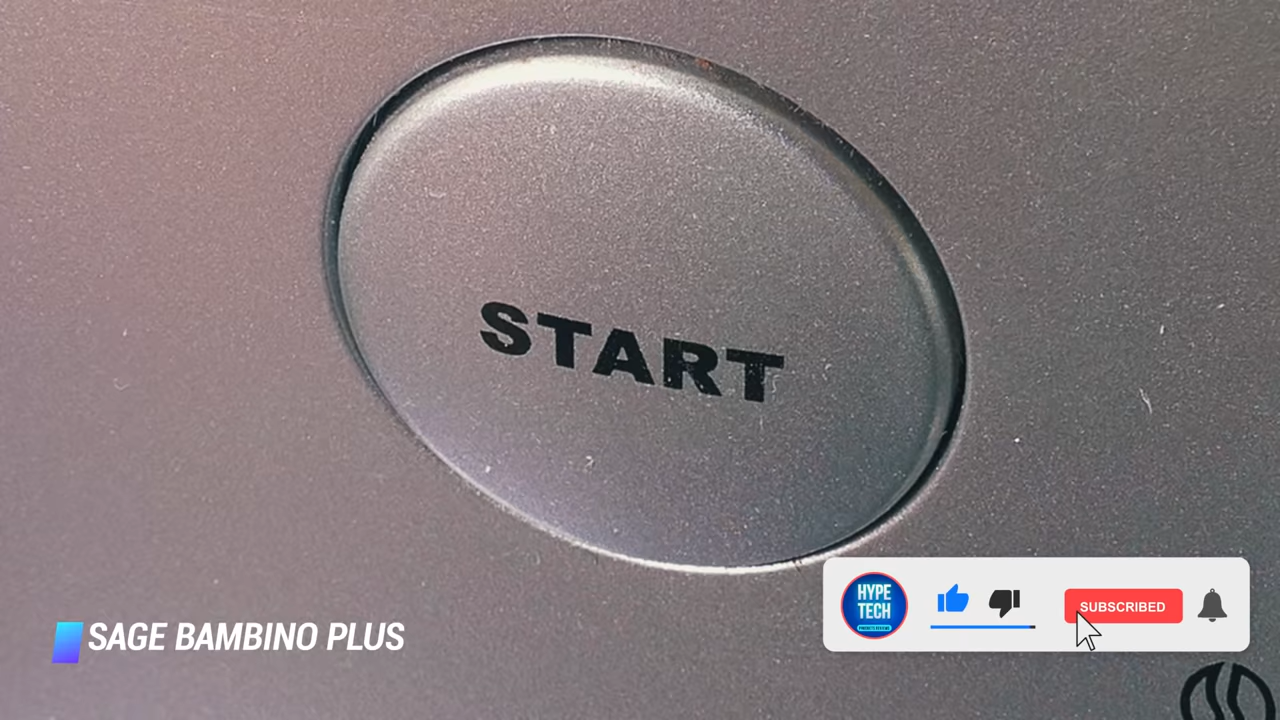 START
SAGE BAMBINO PLUS
HYPE
TECH
SUBSCRIBED